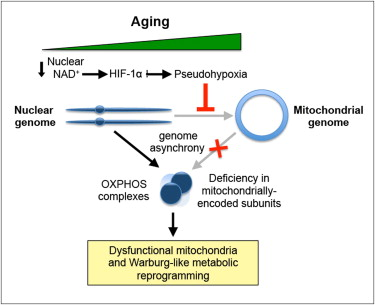 Aging
Nuclear
NAD⁺ HIF-1α Pseudohypoxia
Nuclear
genome
Mitochondrial
genome
genome
asynchrony
OXPHOS
complexes
Deficiency in
mitochondrially-
encoded subunits
Dysfunctional mitochondria
and Warburg-like metabolic
reprogramming